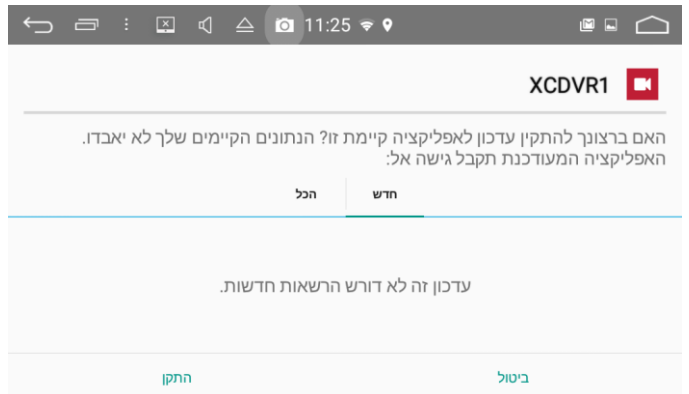 11:25
XCDVR1
האם ברצונך להתקין עדכון לאפליקציה קיימת זו? הנתונים הקיימים שלך לא יאבדו.
האפליקציה המעודכנת תקבל גישה אל:
חדש הכל
עדכון זה לא דורש הרשאות חדשות.
ביטול התקן